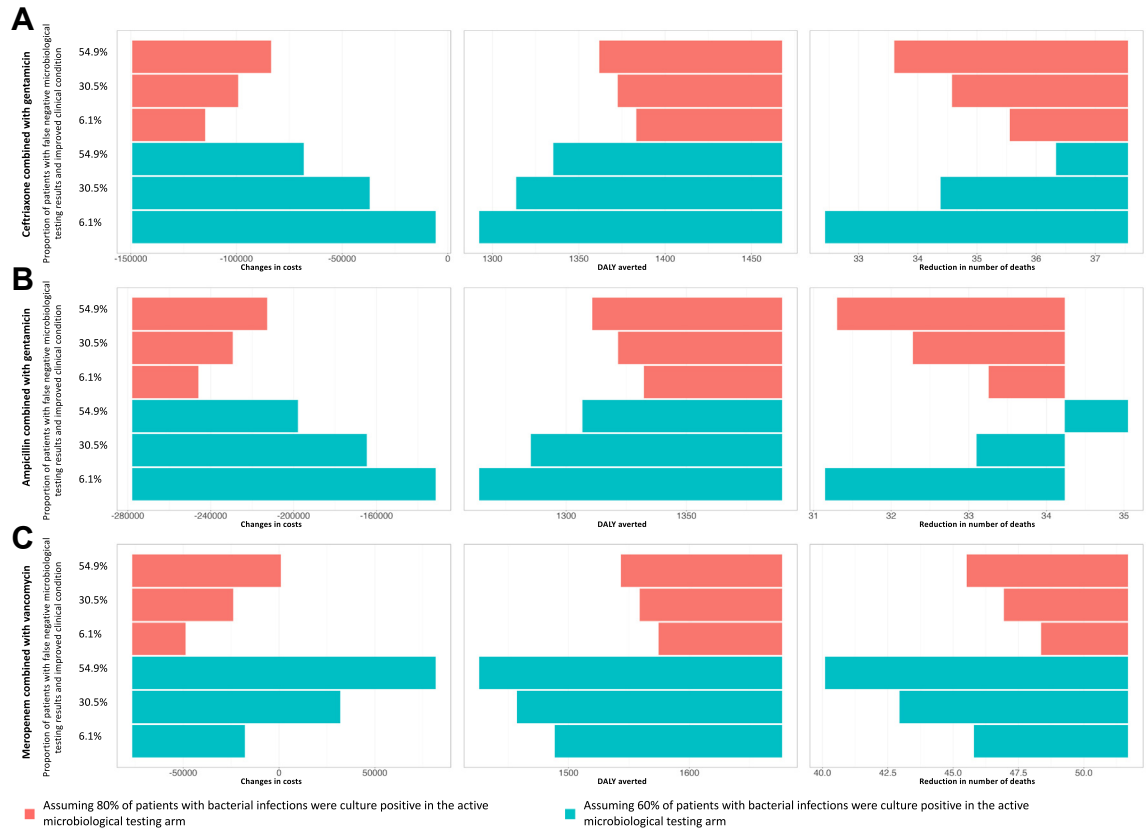 A
Ceftriaxone combined with gentamicin
Proportion of patients with false negative microbiological
testing results and improved clinical condition
54.9%
30.5%
6.1%
54.9%
30.5%
6.1%
-150000 -100000 -50000 0
Changes in costs
1300 1350 1400 1450
DALY averted
33 34 35 36 37
Reduction in number of deaths
B
Ampicillin combined with gentamicin
Proportion of patients with false negative microbiological
testing results and improved clinical condition
54.9%
30.5%
6.1%
54.9%
30.5%
6.1%
-280000 -240000 -200000 -160000
Changes in costs
1300 1350
DALY averted
31 32 33 34 35
Reduction in number of deaths
C
Meropenem combined with vancomycin
Proportion of patients with false negative microbiological
testing results and improved clinical condition
54.9%
30.5%
6.1%
54.9%
30.5%
6.1%
-50000 0 50000
Changes in costs
1500 1600
DALY averted
40.0 42.5 45.0 47.5 50.0
Reduction in number of deaths
Assuming 80% of patients with bacterial infections were culture positive in the active
microbiological testing arm
Assuming 60% of patients with bacterial infections were culture positive in the active
microbiological testing arm